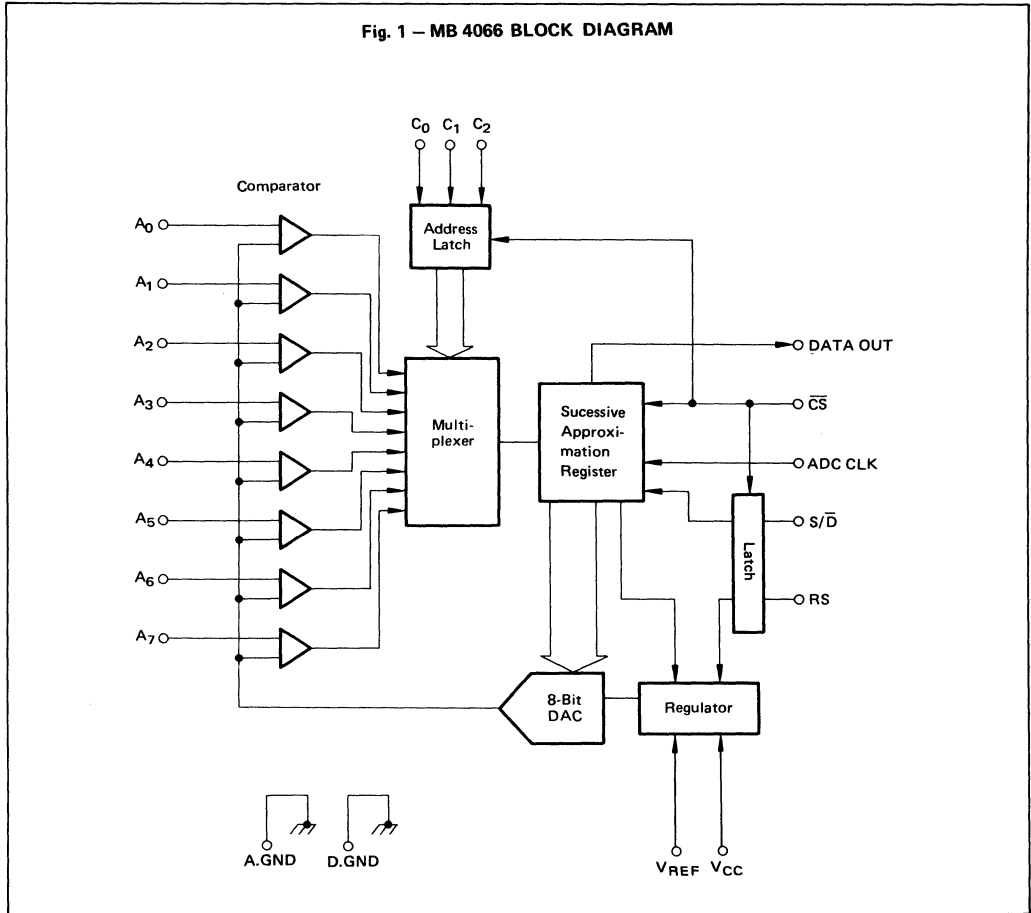 Fig. 1 – MB 4066 BLOCK DIAGRAM
C0 C1 C2
Comparator
A0
Address
Latch
A1
A2
DATA OUT
A3
Multi-
plexer
Sucessive
Approxi-
mation
Register
C̅S̅
A4
ADC CLK
A5
S/D̅
Latch
A6
RS
A7
8-Bit
DAC
Regulator
A.GND D.GND
VREF VCC